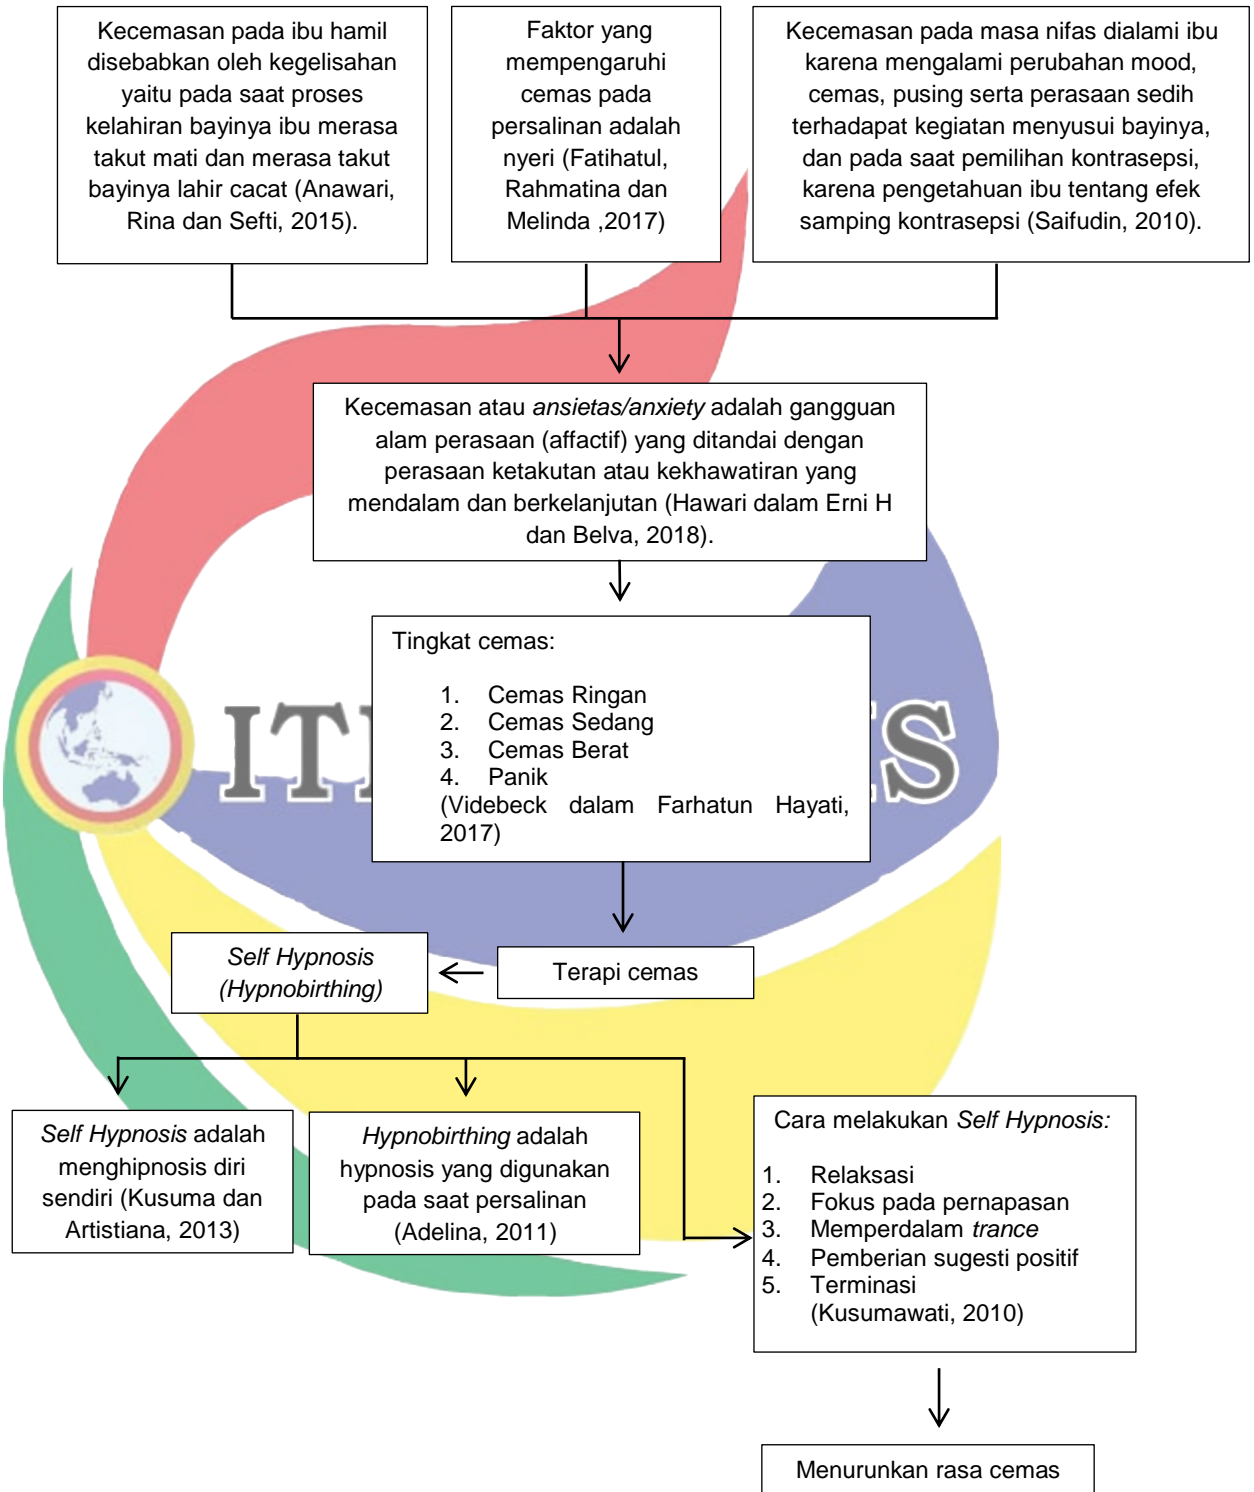 Kecemasan pada ibu hamil
disebabkan oleh kegelisahan
yaitu pada saat proses
kelahiran bayinya ibu merasa
takut mati dan merasa takut
bayinya lahir cacat (Anawari,
Rina dan Sefti, 2015).
Faktor yang
mempengaruhi
cemas pada
persalinan adalah
nyeri (Fatihatul,
Rahmatina dan
Melinda ,2017)
Kecemasan pada masa nifas dialami ibu
karena mengalami perubahan mood,
cemas, pusing serta perasaan sedih
terhadapat kegiatan menyusui bayinya,
dan pada saat pemilihan kontrasepsi,
karena pengetahuan ibu tentang efek
samping kontrasepsi (Saifudin, 2010).
Kecemasan atau ansietas/anxiety adalah gangguan
alam perasaan (affactif) yang ditandai dengan
perasaan ketakutan atau kekhawatiran yang
mendalam dan berkelanjutan (Hawari dalam Erni H
dan Belva, 2018).
Tingkat cemas:
1. Cemas Ringan
2. Cemas Sedang
3. Cemas Berat
4. Panik
(Videbeck dalam Farhatun Hayati,
2017)
Self Hypnosis
(Hypnobirthing)
Terapi cemas
Self Hypnosis adalah
menghipnosis diri
sendiri (Kusuma dan
Artistiana, 2013)
Hypnobirthing adalah
hypnosis yang digunakan
pada saat persalinan
(Adelina, 2011)
Cara melakukan Self Hypnosis:
1. Relaksasi
2. Fokus pada pernapasan
3. Memperdalam trance
4. Pemberian sugesti positif
5. Terminasi
(Kusumawati, 2010)
Menurunkan rasa cemas